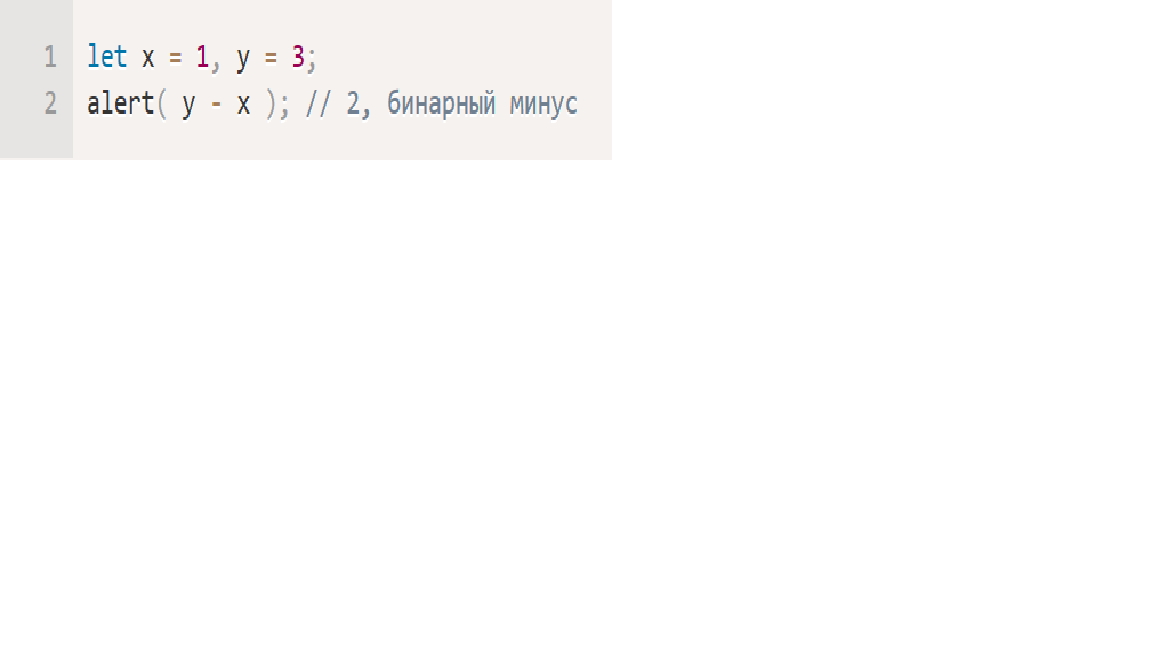 1 let x = 1, y = 3;
2 alert( y - x ); // 2, бинарный минус